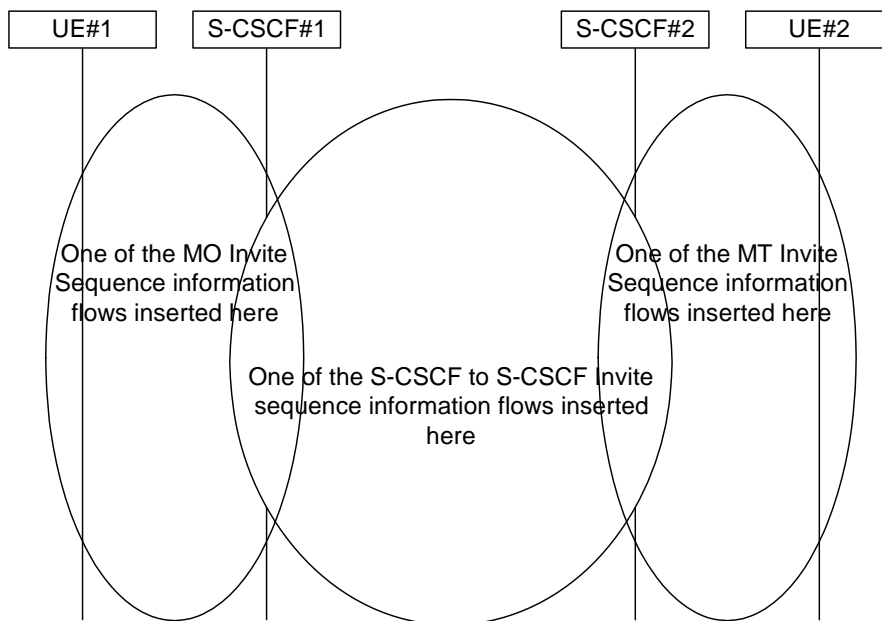 UE#1
S-CSCF#1
S-CSCF#2
UE#2
One of the MO Invite
Sequence information
flows inserted here
One of the S-CSCF to S-CSCF Invite
sequence information flows inserted
here
One of the MT Invite
Sequence information
flows inserted here